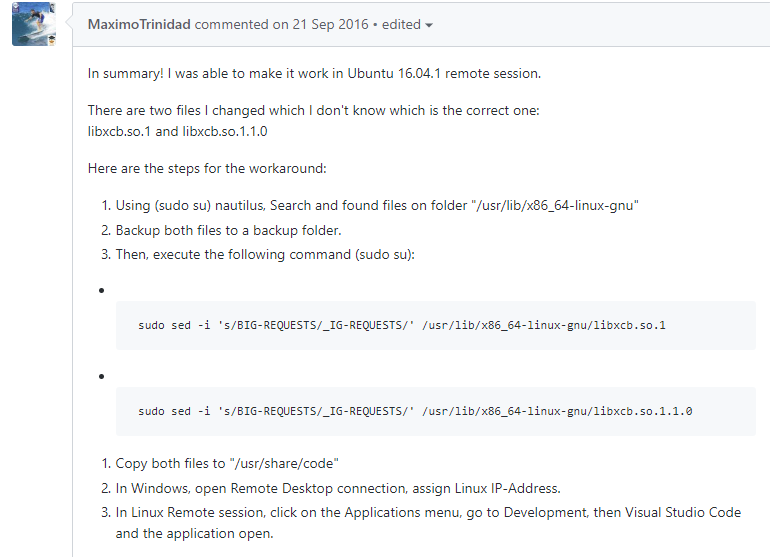 MaximoTrinidad commented on 21 Sep 2016 • edited
In summary! I was able to make it work in Ubuntu 16.04.1 remote session.
There are two files I changed which I don't know which is the correct one:
libxcb.so.1 and libxcb.so.1.1.0
Here are the steps for the workaround:
1. Using (sudo su) nautilus, Search and found files on folder "/usr/lib/x86_64-linux-gnu"
2. Backup both files to a backup folder.
3. Then, execute the following command (sudo su):
•
sudo sed -i 's/BIG-REQUESTS/_IG-REQUESTS/' /usr/lib/x86_64-linux-gnu/libxcb.so.1
•
sudo sed -i 's/BIG-REQUESTS/_IG-REQUESTS/' /usr/lib/x86_64-linux-gnu/libxcb.so.1.1.0
1. Copy both files to "/usr/share/code"
2. In Windows, open Remote Desktop connection, assign Linux IP-Address.
3. In Linux Remote session, click on the Applications menu, go to Development, then Visual Studio Code
and the application open.